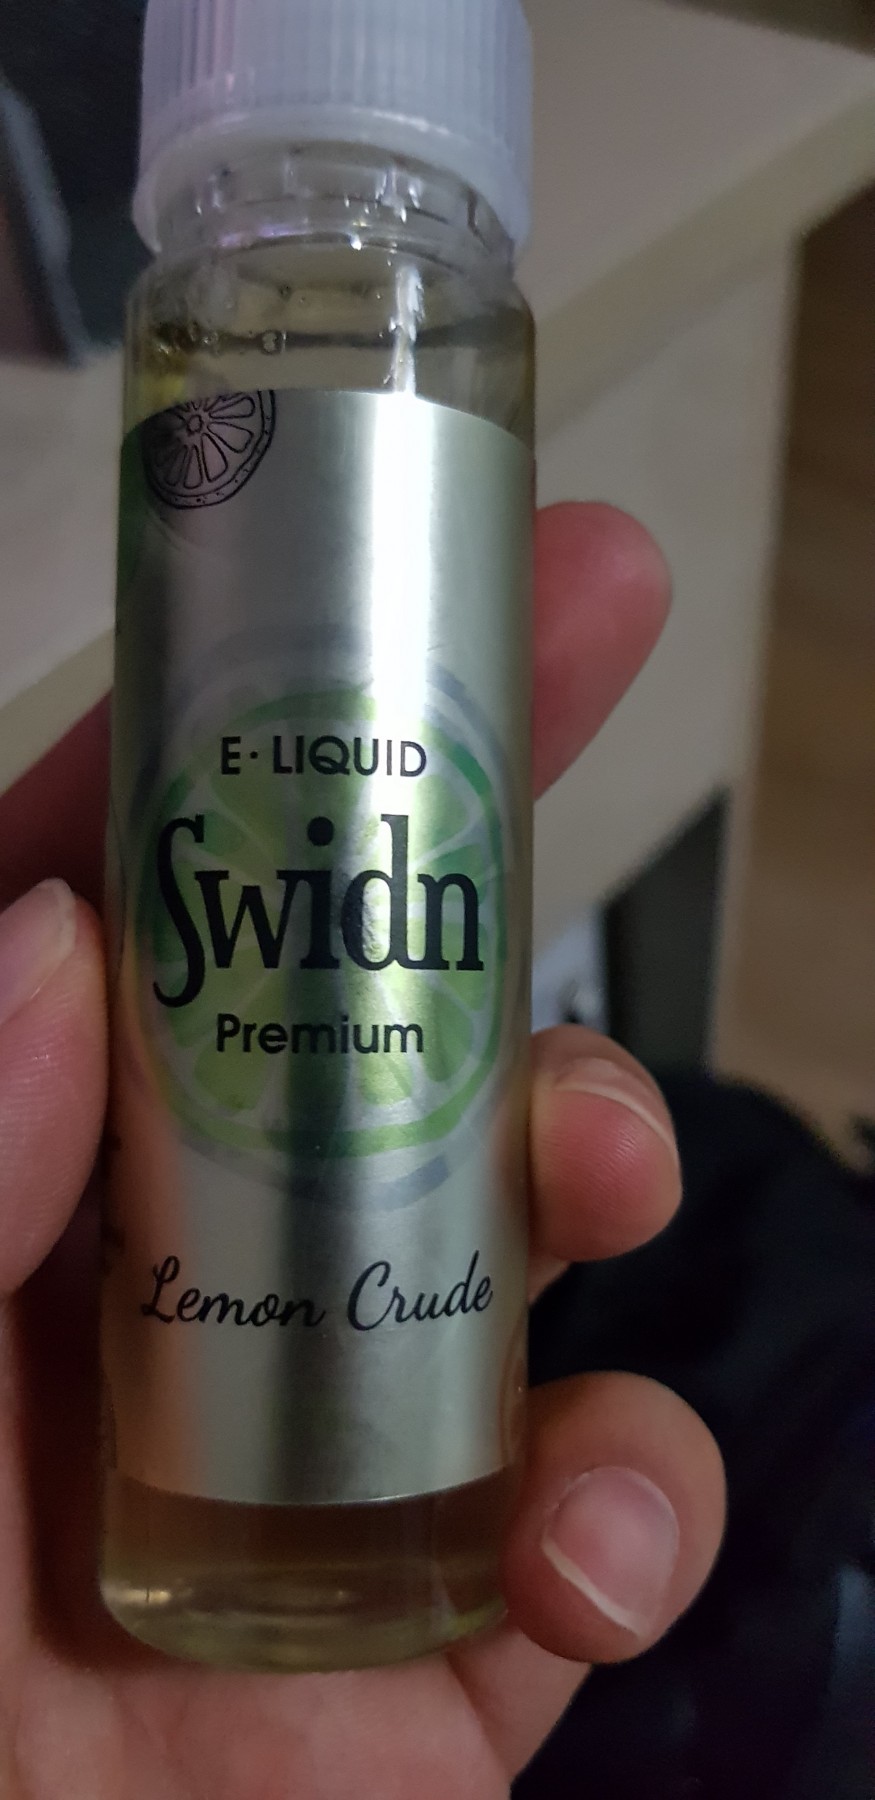 E·LIQUID
Swidn
Premium
Lemon Crude